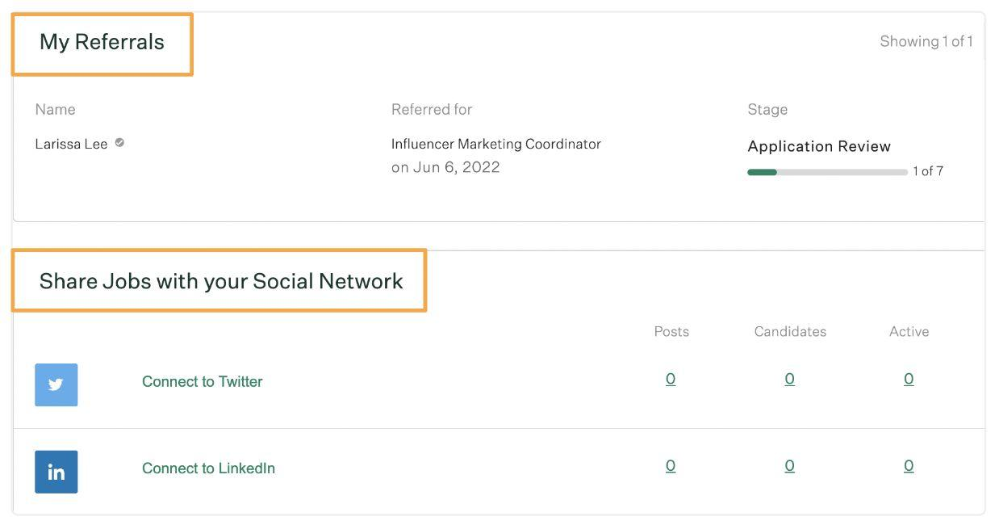 My Referrals
Showing 1 of 1
Name
Referred for
Stage
Larissa Lee
Influencer Marketing Coordinator
on Jun 6, 2022
Application Review
1 of 7
Share Jobs with your Social Network
Posts
Candidates
Active
Connect to Twitter
0
0
0
in
Connect to LinkedIn
0
0
0